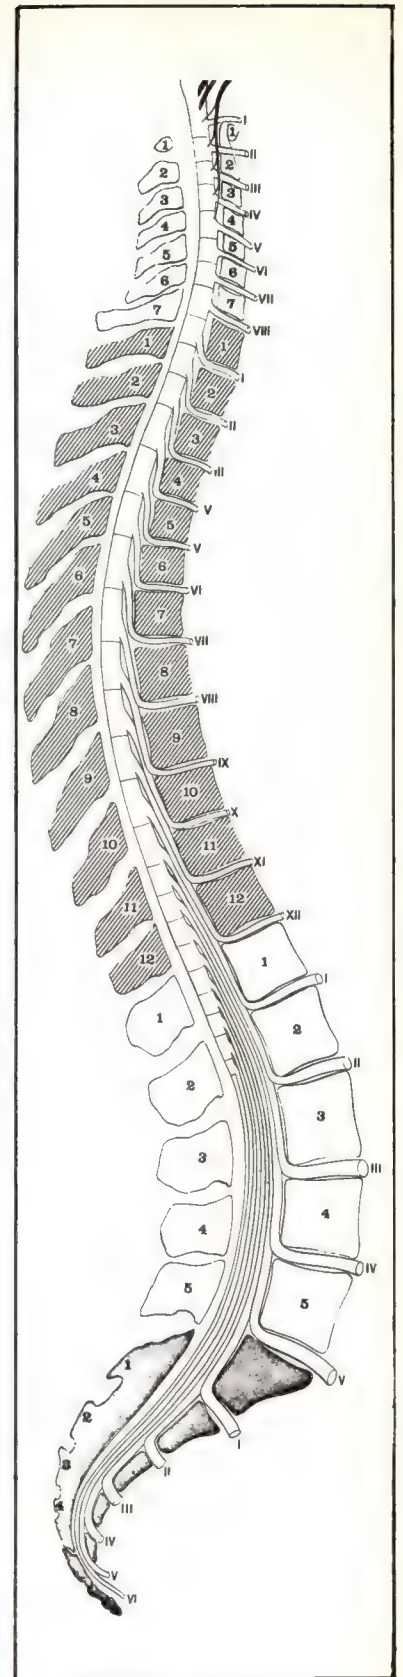 I
1
1
II
2
2
3 III
3
4 IV
4
5 V
5
6 VI
6
VII
7
7
VIII
1 1
I
2 2
II
3 3
III
4 4
V
5 5
V
6 6
VI
7
VII
7
8
VIII
8
9
IX
9
10
X
10 11
XI
12
11
XII
12 1
I
1
2
II
2
3
3
III
4
4
IV
5
5
1
V
2
I
3
II
4 III
IV
V
VI